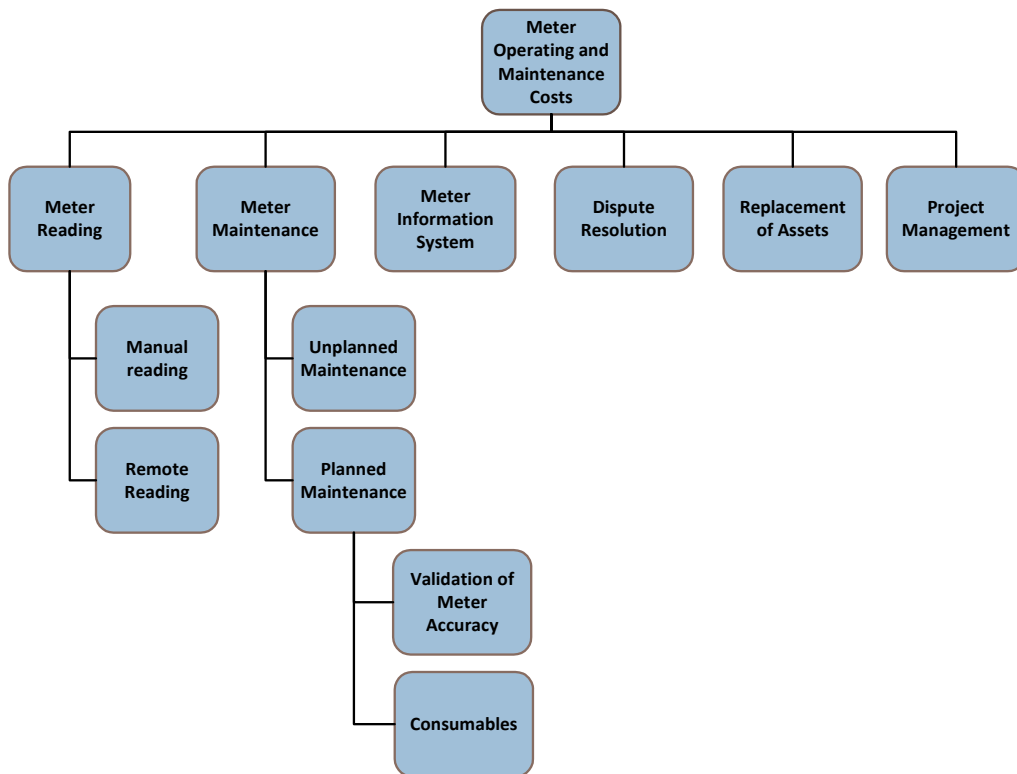 Meter
Operating and
Maintenance
Costs
Meter
Reading
Meter
Maintenance
Meter
Information
System
Dispute
Resolution
Replacement
of Assets
Project
Management
Manual
reading
Unplanned
Maintenance
Remote
Reading
Planned
Maintenance
Validation of
Meter
Accuracy
Consumables